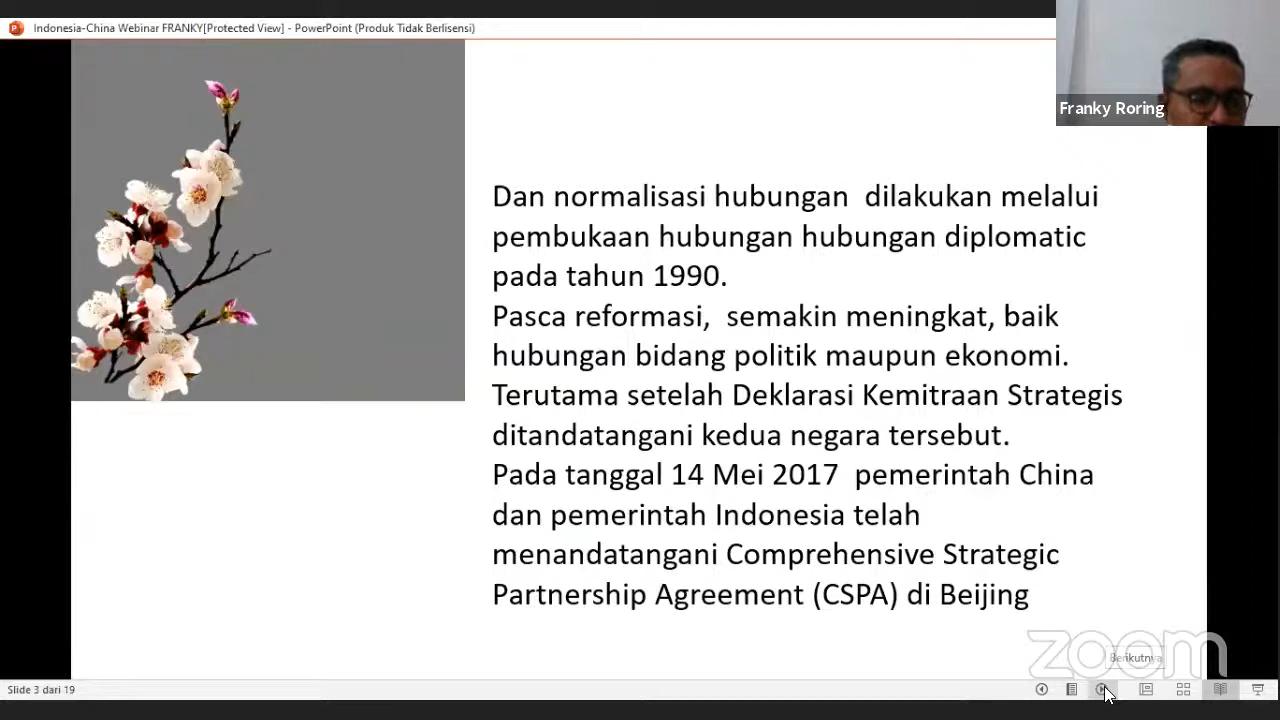 Indonesia-China Webinar FRANKY[Protected View] - PowerPoint (Produk Tidak Berlisensi)
Franky Roring
Dan normalisasi hubungan  dilakukan melalui
pembukaan hubungan hubungan diplomatic
pada tahun 1990.
Pasca reformasi,  semakin meningkat, baik
hubungan bidang politik maupun ekonomi.
Terutama setelah Deklarasi Kemitraan Strategis
ditandatangani kedua negara tersebut.
Pada tanggal 14 Mei 2017  pemerintah China
dan pemerintah Indonesia telah
menandatangani Comprehensive Strategic
Partnership Agreement (CSPA) di Beijing
zoom
Berikutnya
Slide 3 dari 19